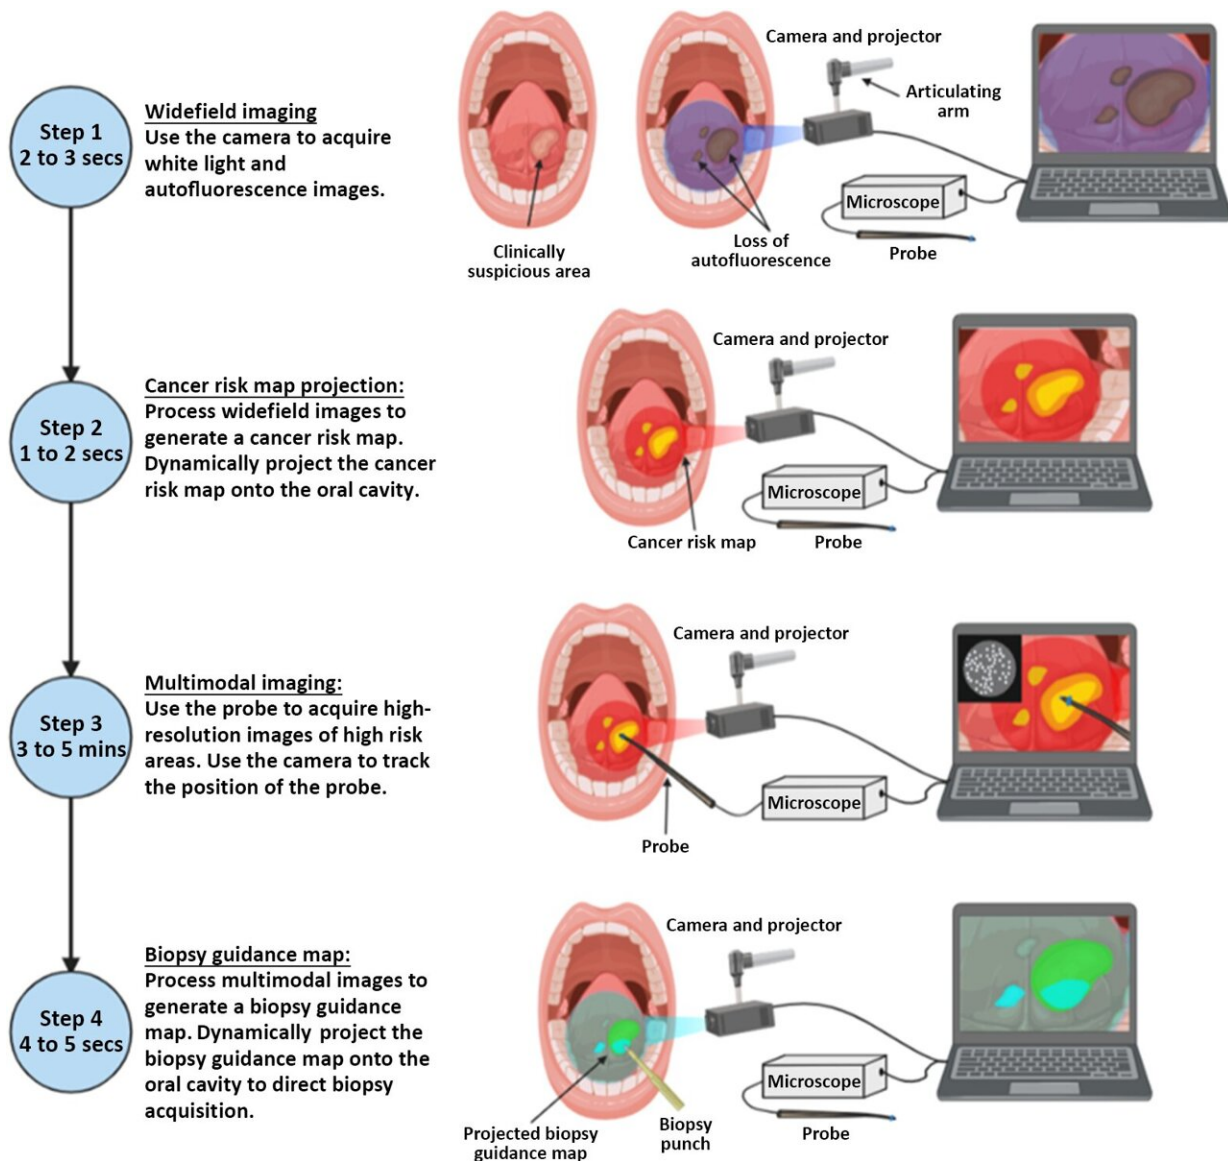 Step 1
2 to 3 secs
Widefield imaging
Use the camera to acquire
white light and
autofluorescence images.
Clinically
suspicious area
Loss of
autofluorescence
Camera and projector
Articulating
arm
Microscope
Probe
Step 2
1 to 2 secs
Cancer risk map projection:
Process widefield images to
generate a cancer risk map.
Dynamically project the cancer
risk map onto the oral cavity.
Camera and projector
Microscope
Cancer risk map
Probe
Step 3
3 to 5 mins
Multimodal imaging:
Use the probe to acquire high-
resolution images of high risk
areas. Use the camera to track
the position of the probe.
Camera and projector
Microscope
Probe
Step 4
4 to 5 secs
Biopsy guidance map:
Process multimodal images to
generate a biopsy guidance
map. Dynamically project the
biopsy guidance map onto the
oral cavity to direct biopsy
acquisition.
Camera and projector
Microscope
Projected biopsy
guidance map
Biopsy
punch
Probe